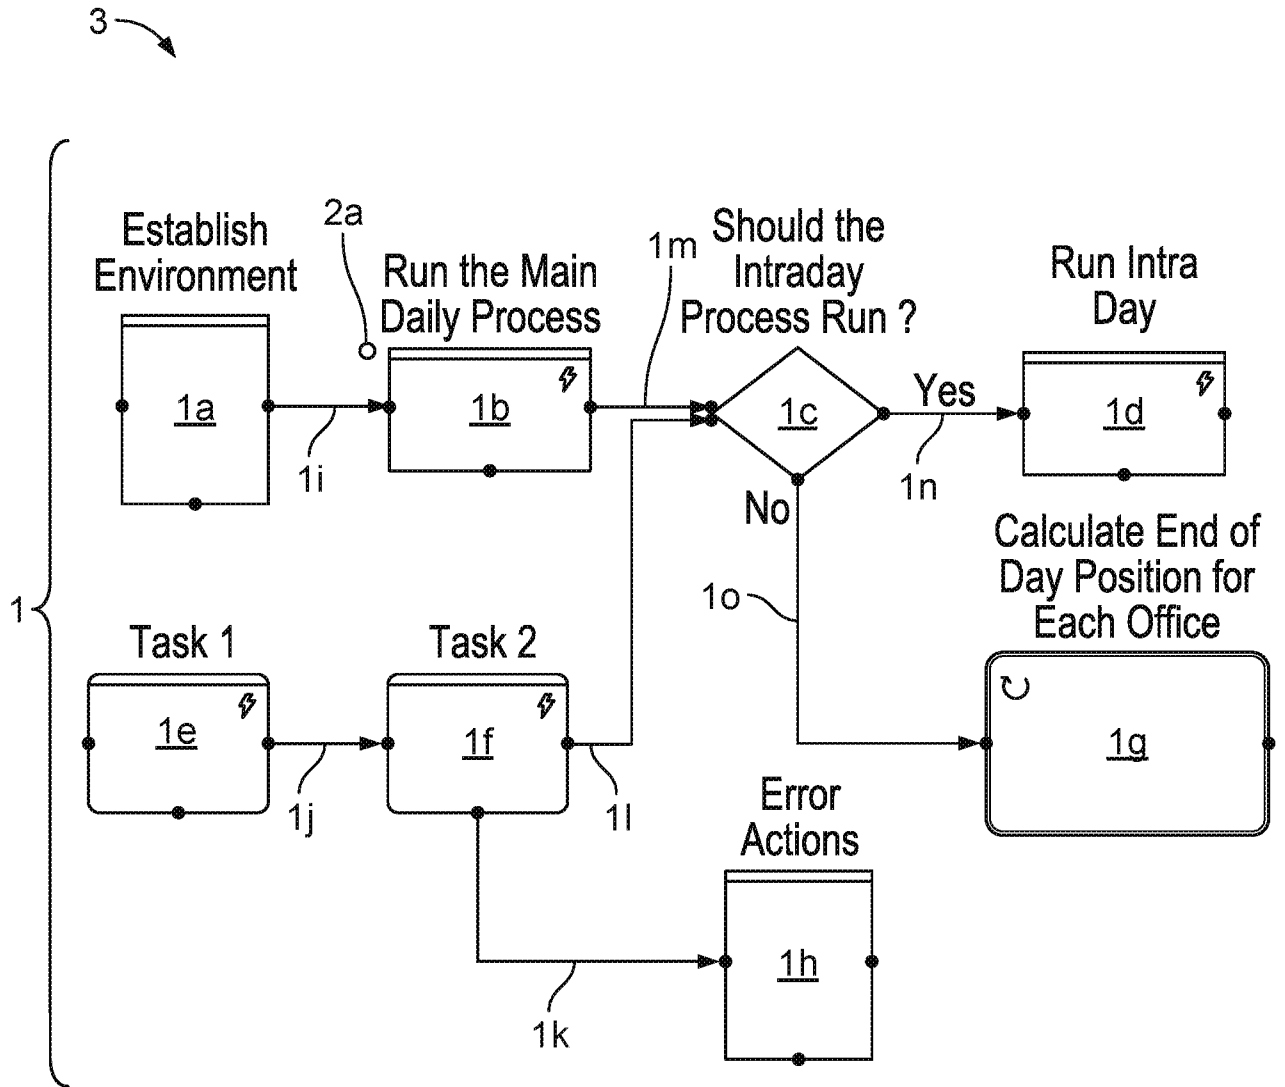 3
1
Establish
Environment
1a
1i
2a
Run the Main
Daily Process
1b
1m
Should the
Intraday
Process Run ?
1c
Yes
1n
No
1o
Run Intra
Day
1d
Calculate End of
Day Position for
Each Office
1g
Task 1
1e
1j
Task 2
1f
1l
1k
Error
Actions
1h